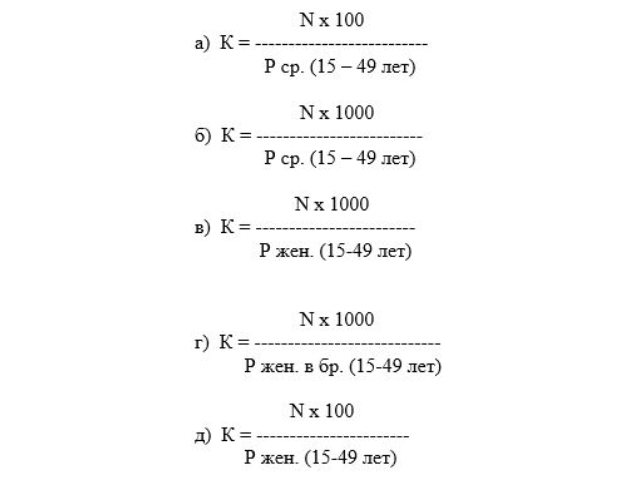 N x 100
а) К = --------------------------
Р ср. (15 – 49 лет)
N x 1000
б) К = -------------------------
Р ср. (15 – 49 лет)
N x 1000
в) К = ------------------------
Р жен. (15-49 лет)
N x 1000
г) К = ----------------------------
Р жен. в бр. (15-49 лет)
N x 100
д) К = -----------------------
Р жен. (15-49 лет)